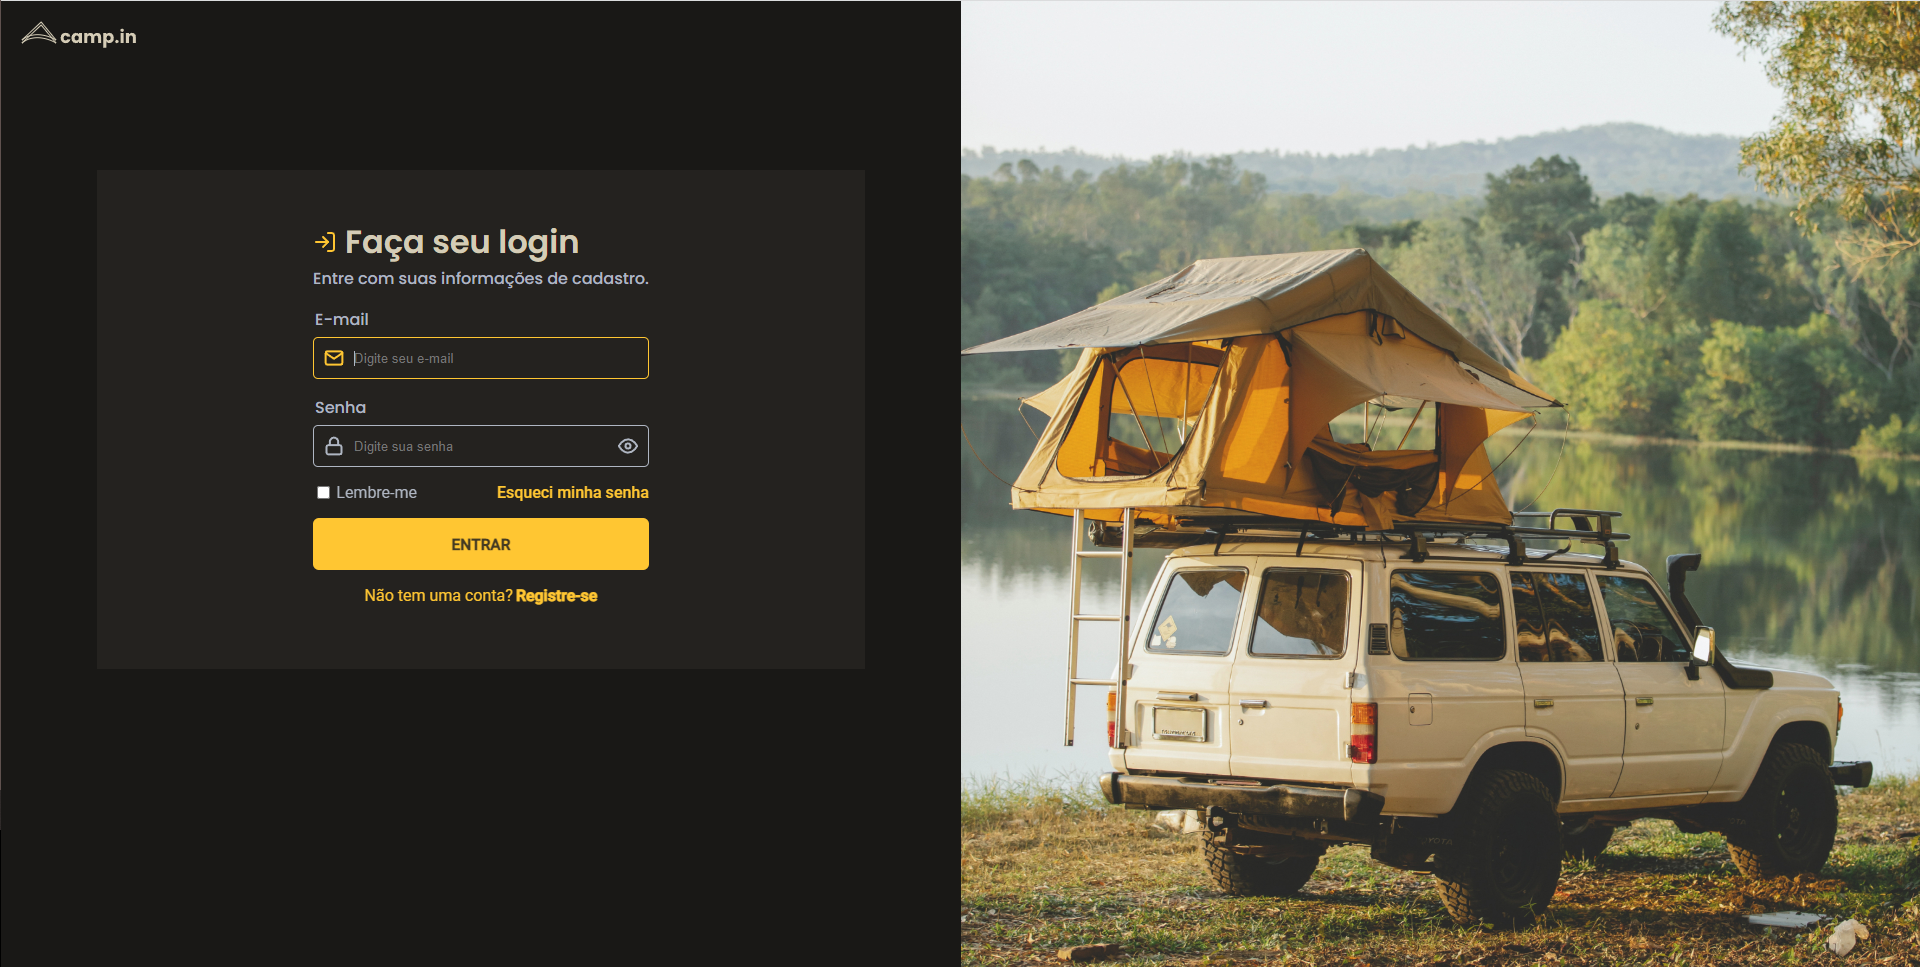 camp.in
Faça seu login
Entre com suas informações de cadastro.
E-mail
Digite seu e-mail
Senha
Digite sua senha
Lembre-me
Esqueci minha senha
ENTRAR
Não tem uma conta? Registre-se